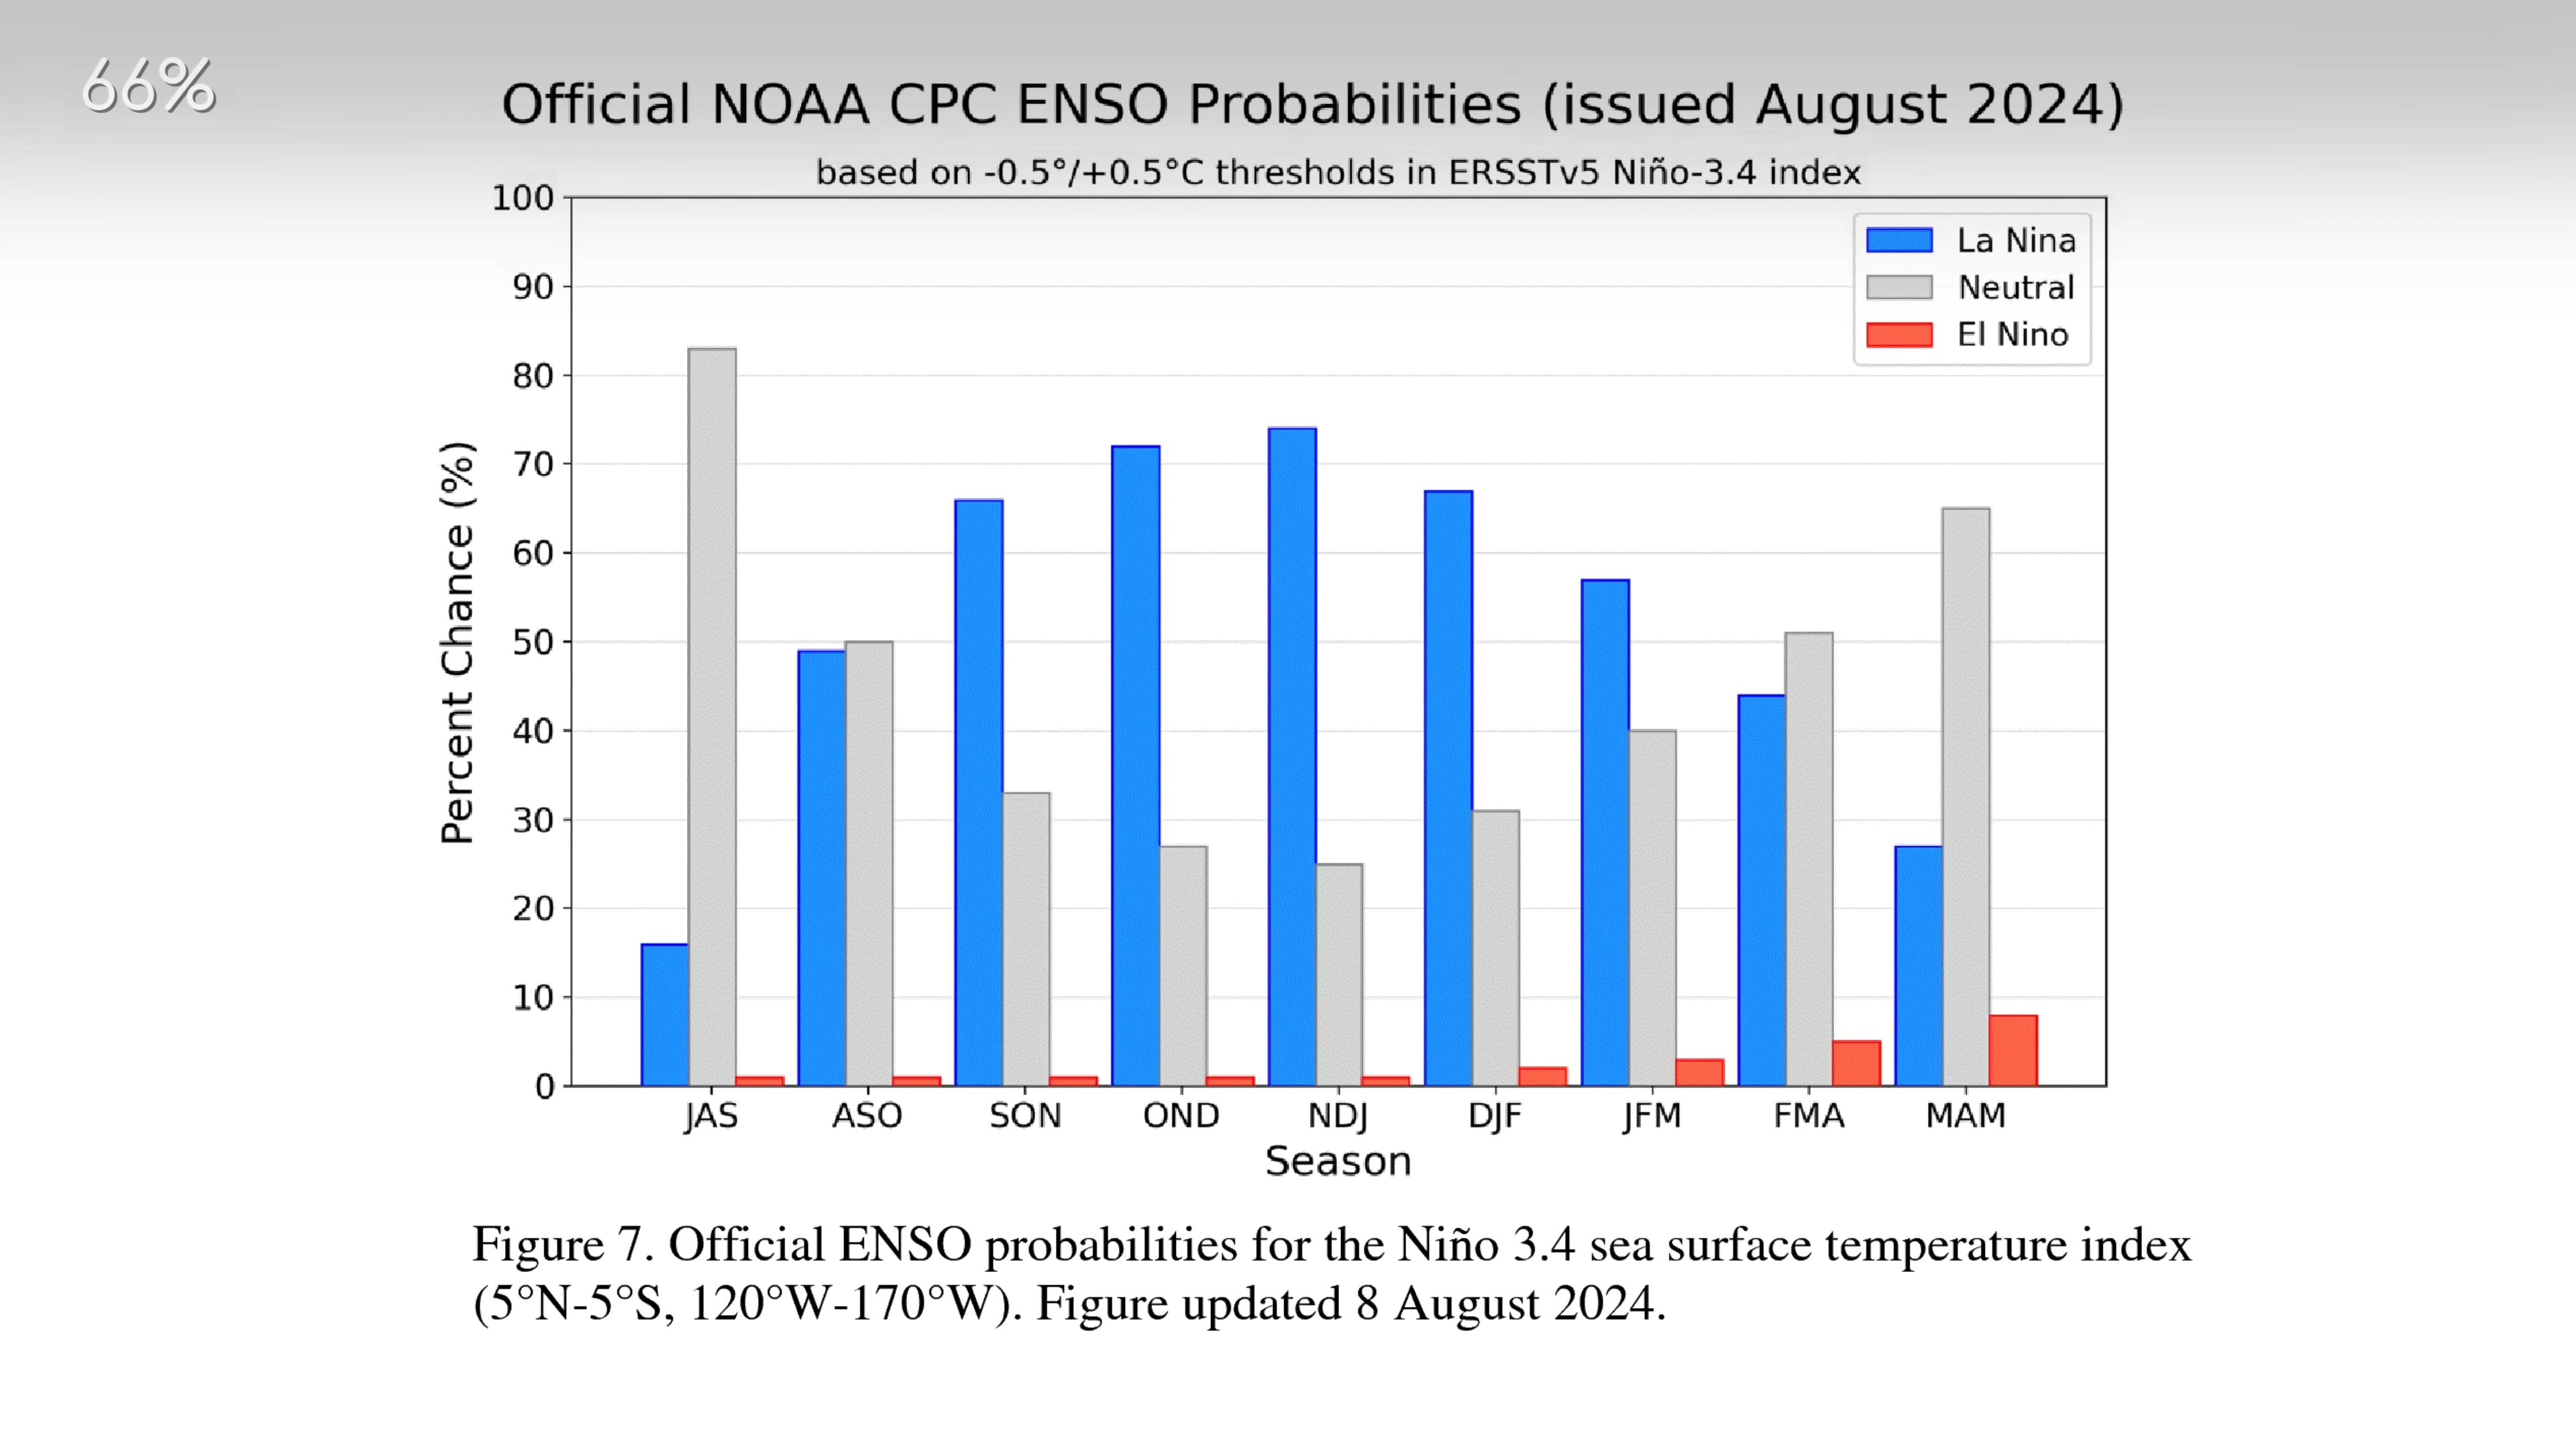 66%
Official NOAA CPC ENSO Probabilities (issued August 2024)
based on -0.5°/+0.5°C thresholds in ERSSTv5 Niño-3.4 index
La Nina
Neutral
El Nino
Percent Chance (%)
100
90
80
70
60
50
40
30
20
10
0
JAS ASO SON OND NDJ DJF JFM FMA MAM
Season
Figure 7. Official ENSO probabilities for the Niño 3.4 sea surface temperature index
(5°N-5°S, 120°W-170°W). Figure updated 8 August 2024.